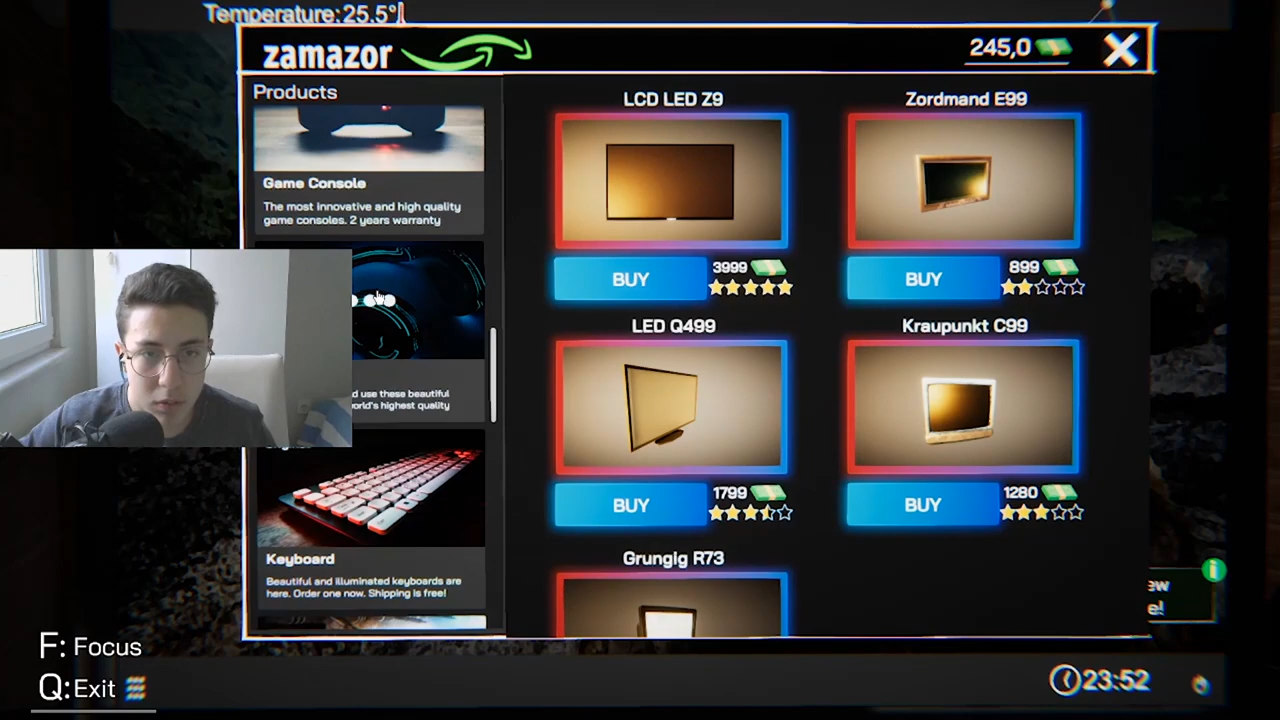 Temperature: 25.5°
zamazor
245,0
Products
Game Console
The most innovative and high quality
game consoles. 2 years warranty
d use these beautiful
orld's highest quality
Keyboard
Beautiful and illuminated keyboards are
here. Order one now. Shipping is free!
LCD LED Z9
BUY
3999
Zordmand E99
BUY
899
LED Q499
BUY
1799
Kraupunkt C99
BUY
1280
Grungig R73
ew
e!
F: Focus
Q: Exit
23:52